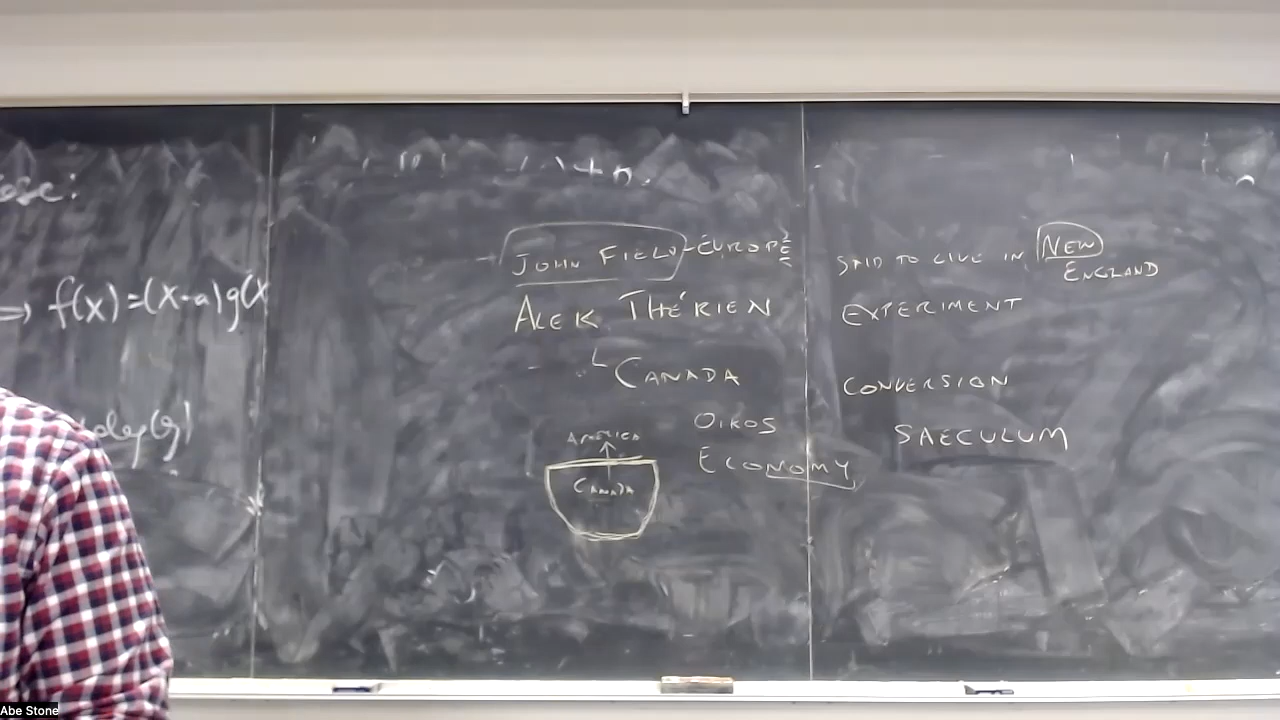 ⇒ f(x)=(x-a)g(x
deg(g)
JOHN FIELD-EUROPE
ALEK THÉRIEN
CANADA
OIKOS
ECONOMY
AMERICA
CANADA
SAID TO LIVE IN NEW
ENGLAND
EXPERIMENT
CONVERSION
SAECULUM
Abe Stone